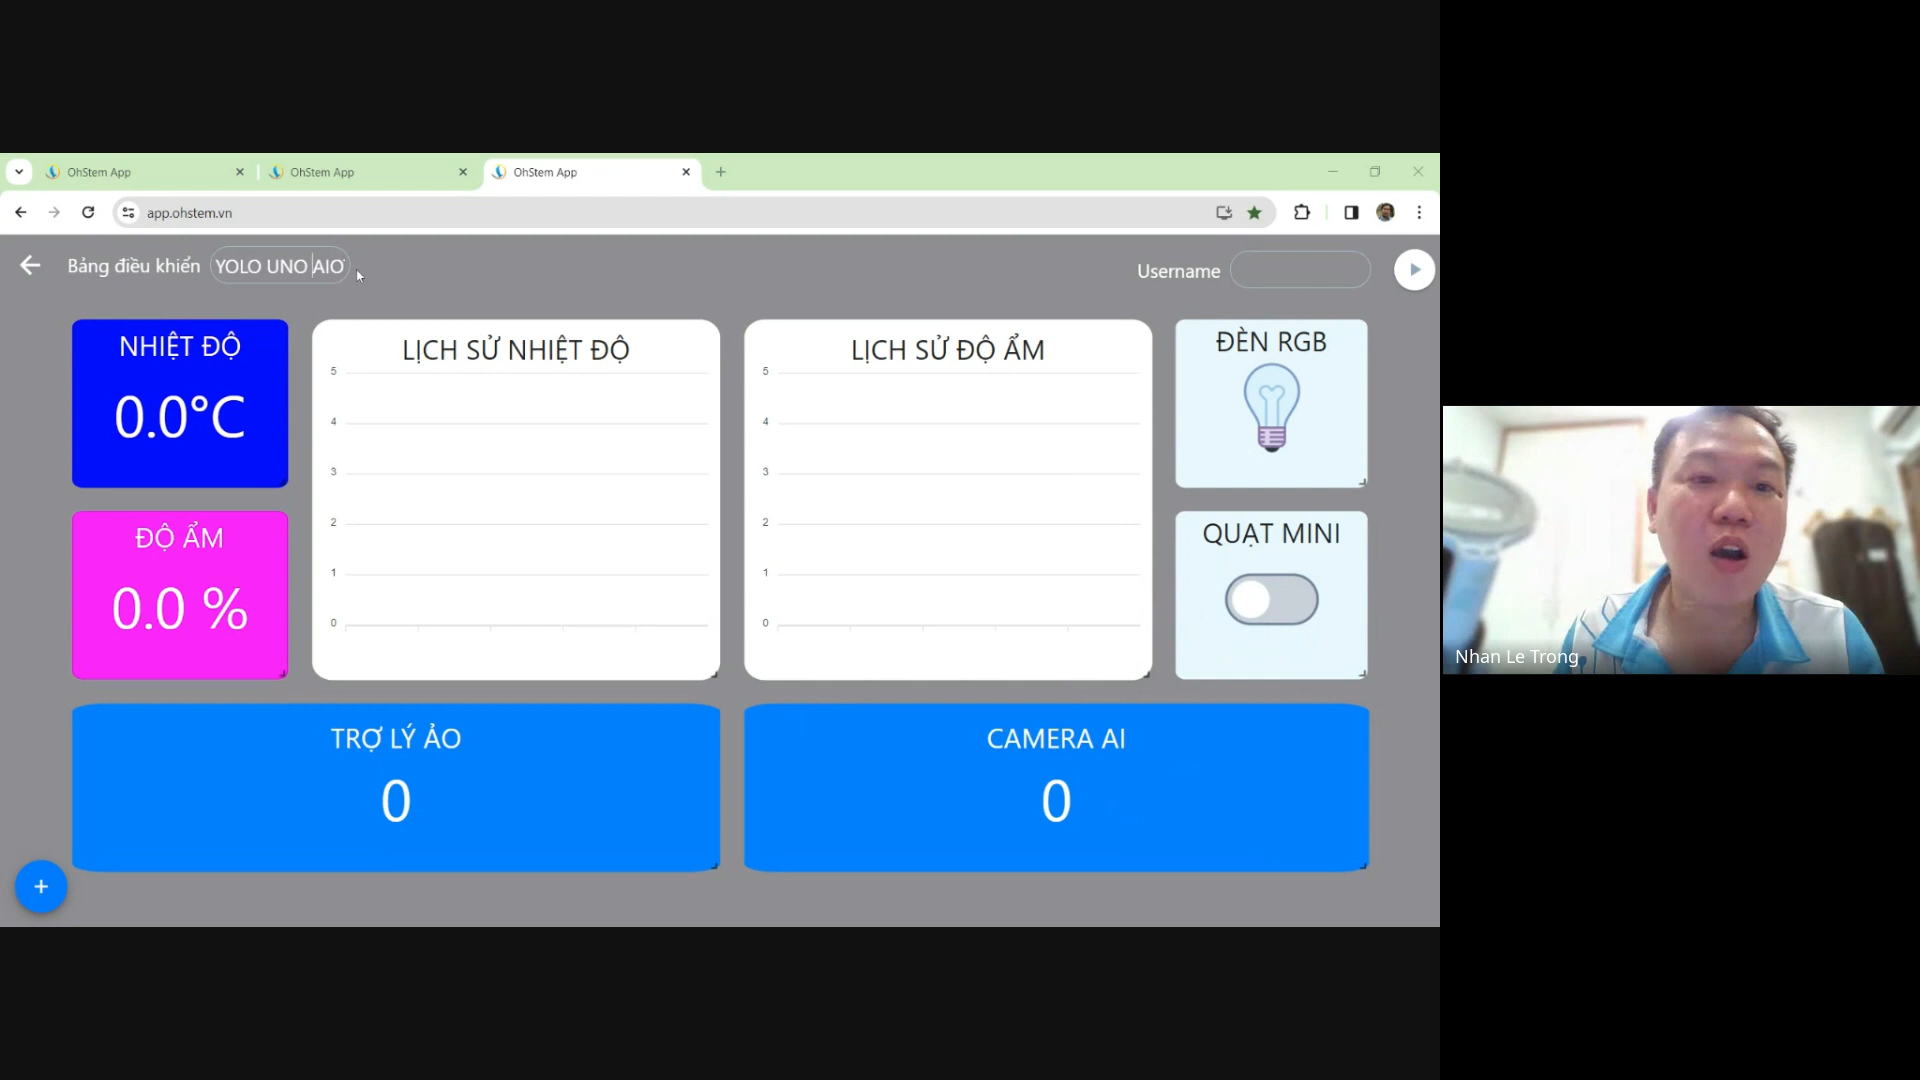 OhStem App
OhStem App
OhStem App
app.ohstem.vn
Bảng điều khiển YOLO UNO AIOT
Username
NHIỆT ĐỘ
0.0°C
LỊCH SỬ NHIỆT ĐỘ
5
4
3
2
1
0
LỊCH SỬ ĐỘ ẨM
5
4
3
2
1
0
ĐÈN RGB
ĐỘ ẨM
0.0 %
QUẠT MINI
TRỢ LÝ ẢO
0
CAMERA AI
0
+
Nhan Le Trong